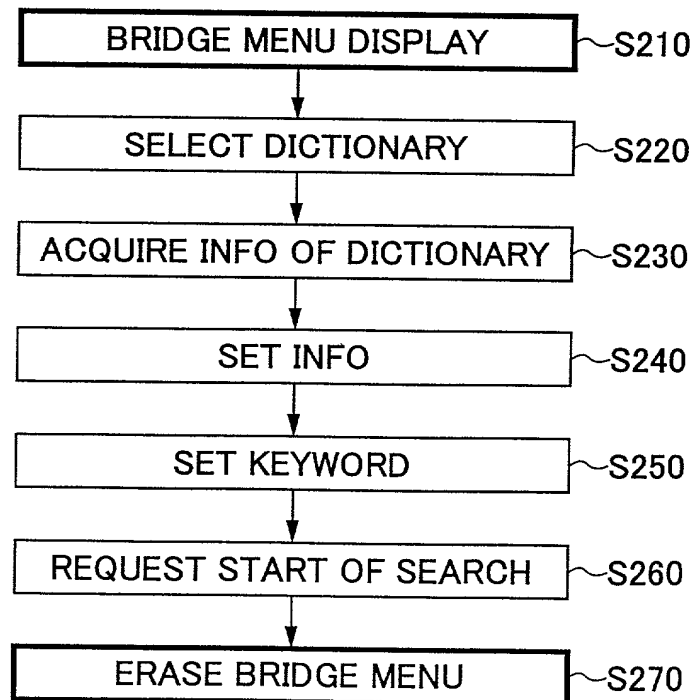 BRIDGE MENU DISPLAY S210
SELECT DICTIONARY S220
ACQUIRE INFO OF DICTIONARY S230
SET INFO S240
SET KEYWORD S250
REQUEST START OF SEARCH S260
ERASE BRIDGE MENU S270